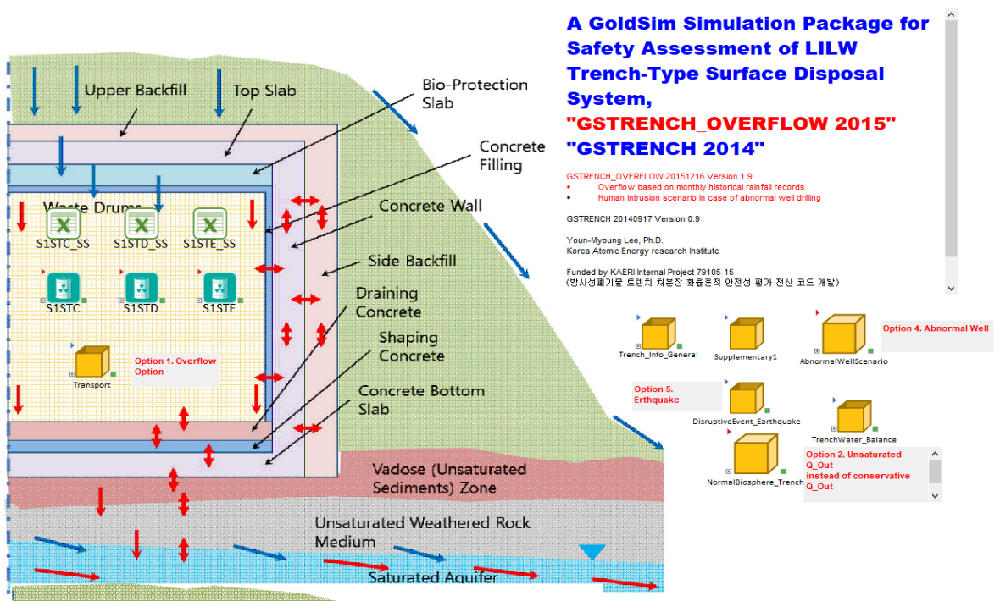 Upper Backfill
Top Slab
Bio-Protection
Slab
Concrete
Filling
Waste Drums
Concrete Wall
S1STC_SS
S1STD_SS
S1STE_SS
Side Backfill
S1STC
S1STD
S1STE
Draining
Concrete
Shaping
Concrete
Option 1. Overflow
Option
Transport
Concrete Bottom
Slab
Vadose (Unsaturated
Sediments) Zone
Unsaturated Weathered Rock
Medium
Saturated Aquifer
A GoldSim Simulation Package for
Safety Assessment of LILW
Trench-Type Surface Disposal
System,
"GSTRENCH_OVERFLOW 2015"
"GSTRENCH 2014"
GSTRENCH_OVERFLOW 20151216 Version 1.9
• Overflow based on monthly historical rainfall records
• Human intrusion scenario in case of abnormal well drilling
GSTRENCH 20140917 Version 0.9
Youn-Myoung Lee, Ph.D.
Korea Atomic Energy research Institute
Funded by KAERI Internal Project 79105-15
(방사성폐기물 트렌치 처분장 확률론적 안전성 평가 전산 코드 개발)
Trench_Info_General
Supplementary1
AbnormalWellScenario
Option 4. Abnormal Well
Option 5.
Erthquake
DisruptiveEvent_Earthquake
TrenchWater_Balance
NormalBiosphere_Trench
Option 2. Unsaturated
Q_Out
instead of conservative
Q_Out